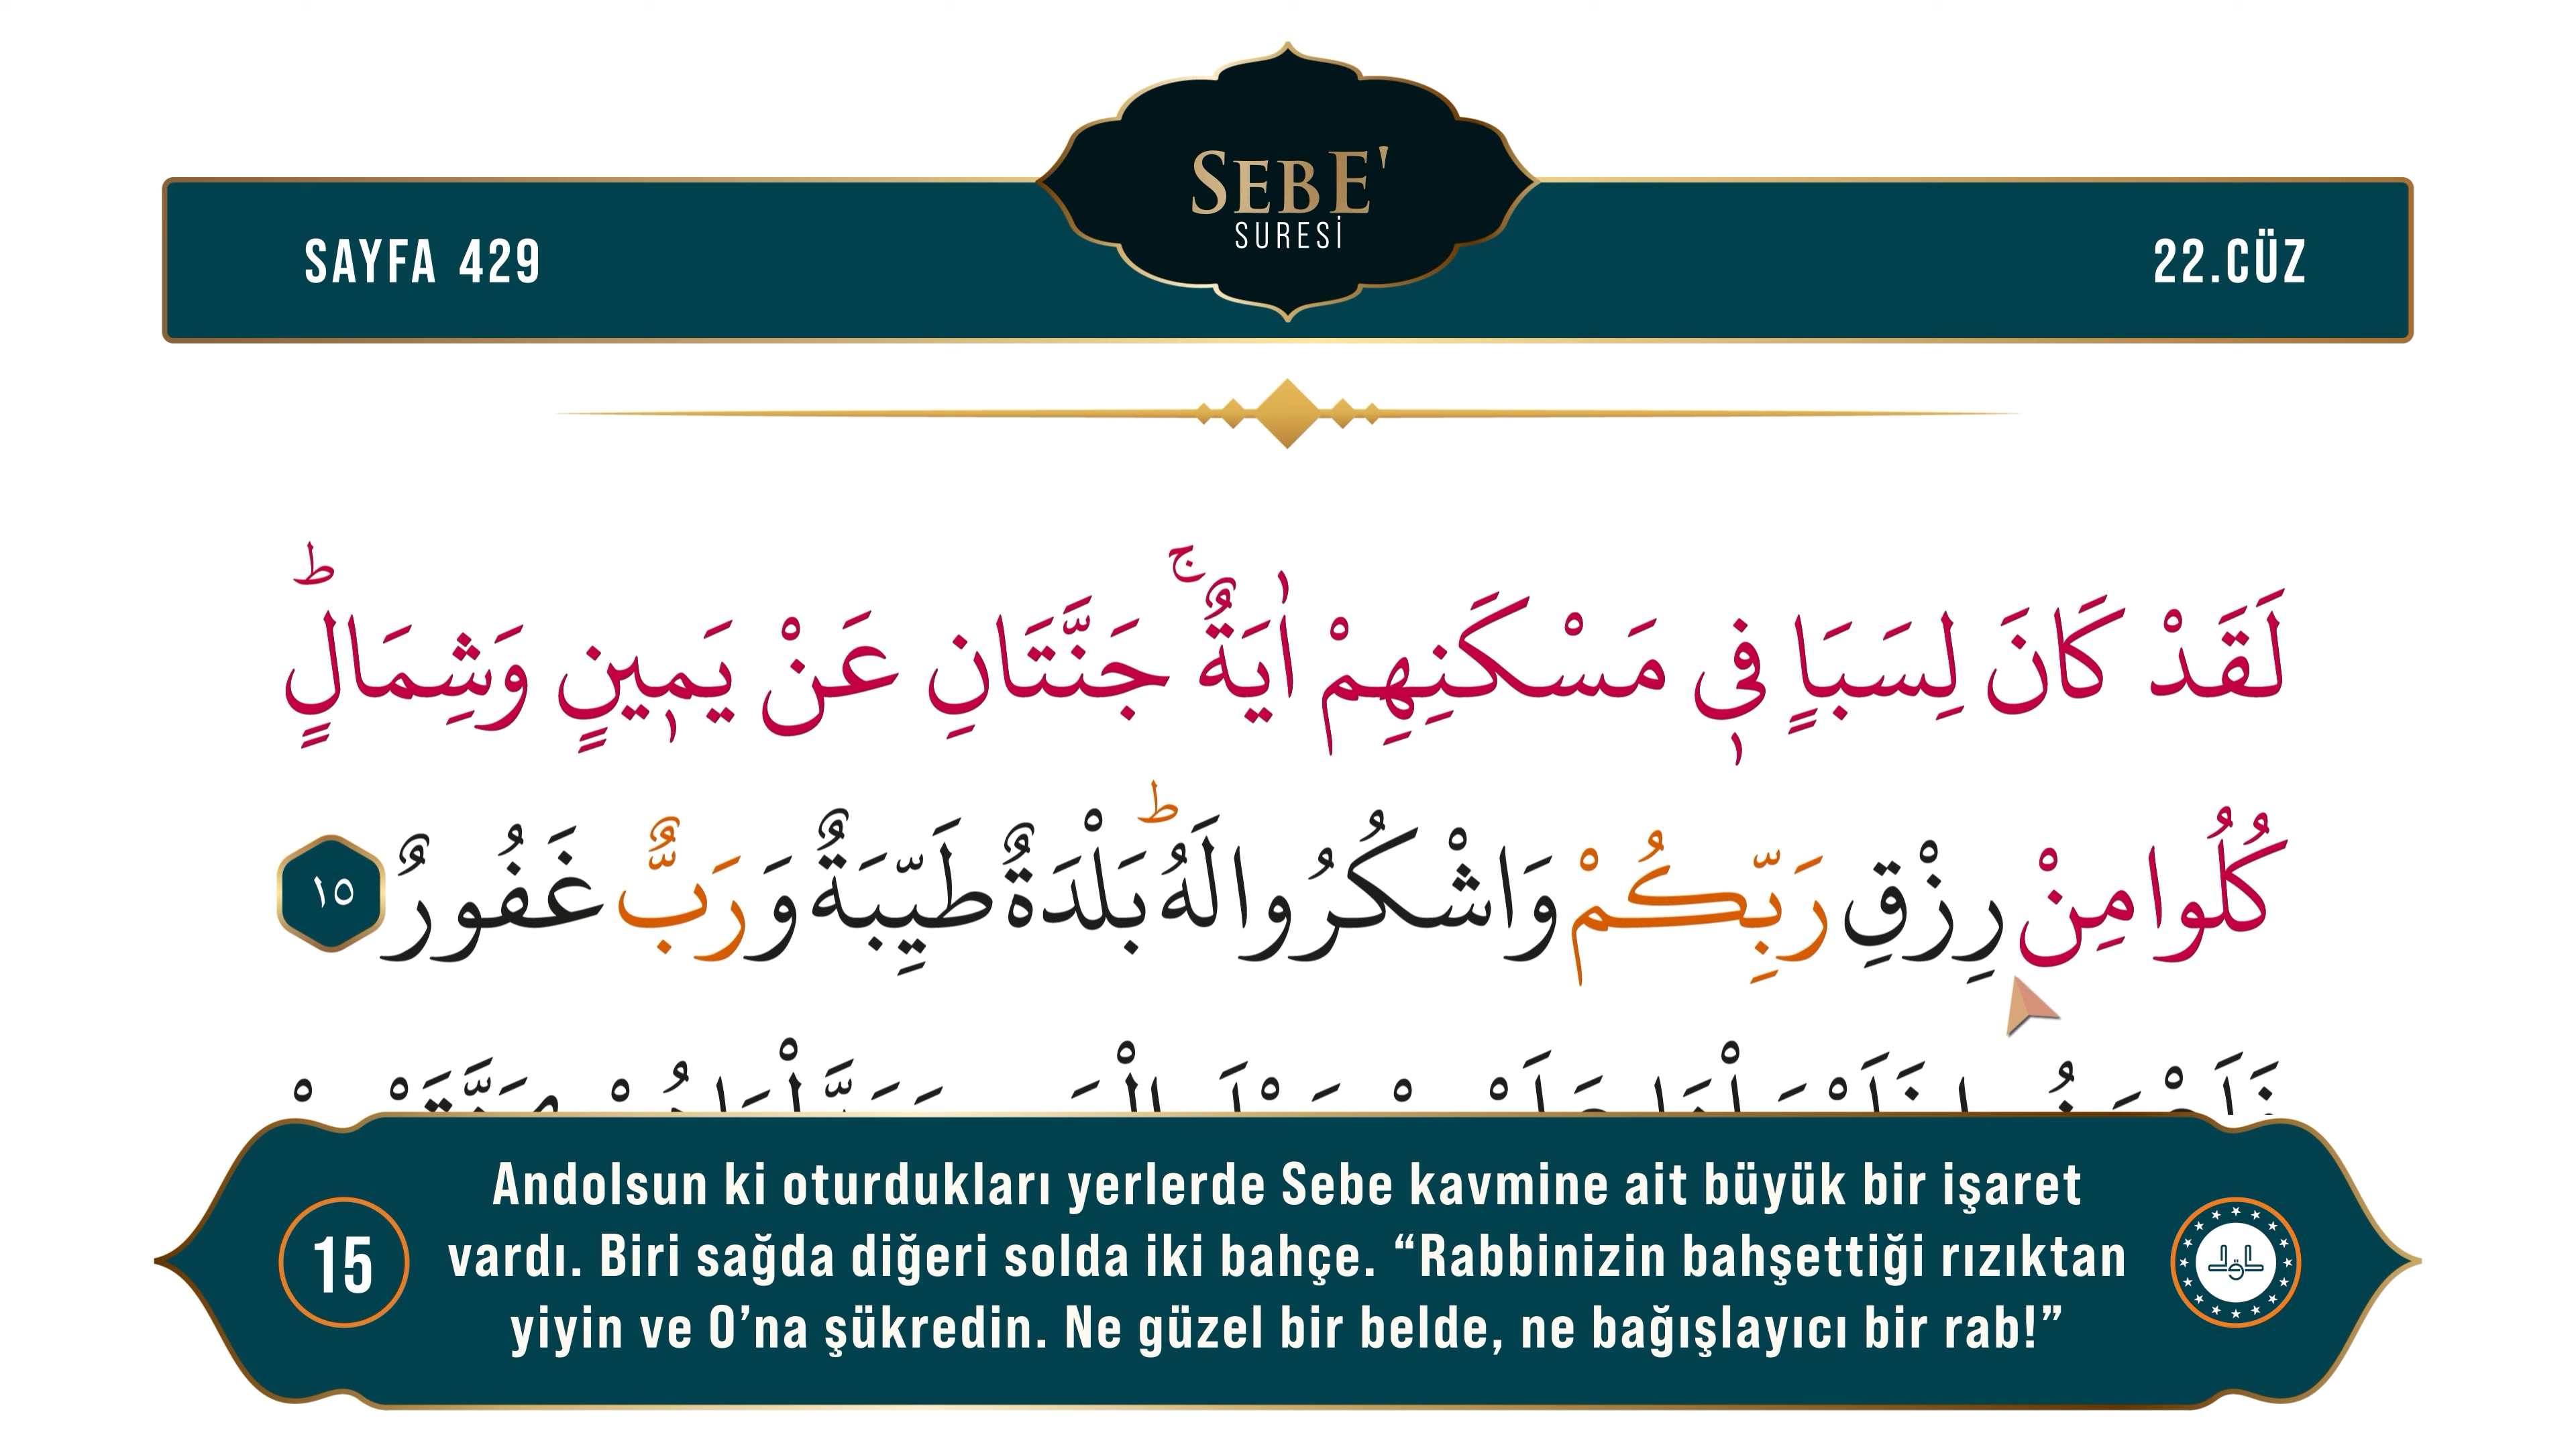 SEBE'
SURESİ
SAYFA 429
22.CÜZ
لَقَدْ كَانَ لِسَبَاٍ فٖي مَسْكَنِهِمْ اٰيَةٌۚ جَنَّتَانِ عَنْ يَمٖينٍ وَشِمَالٍؕ
كُلُوا مِنْ رِزْقِ رَبِّكُمْ وَاشْكُرُوا لَهُؕ بَلْدَةٌ طَيِّبَةٌ وَرَبٌّ غَفُورٌ ١٥
15
Andolsun ki oturdukları yerlerde Sebe kavmine ait büyük bir işaret
vardı. Biri sağda diğeri solda iki bahçe. “Rabbinizin bahşettiği rızıktan
yiyin ve O’na şükredin. Ne güzel bir belde, ne bağışlayıcı bir rab!”